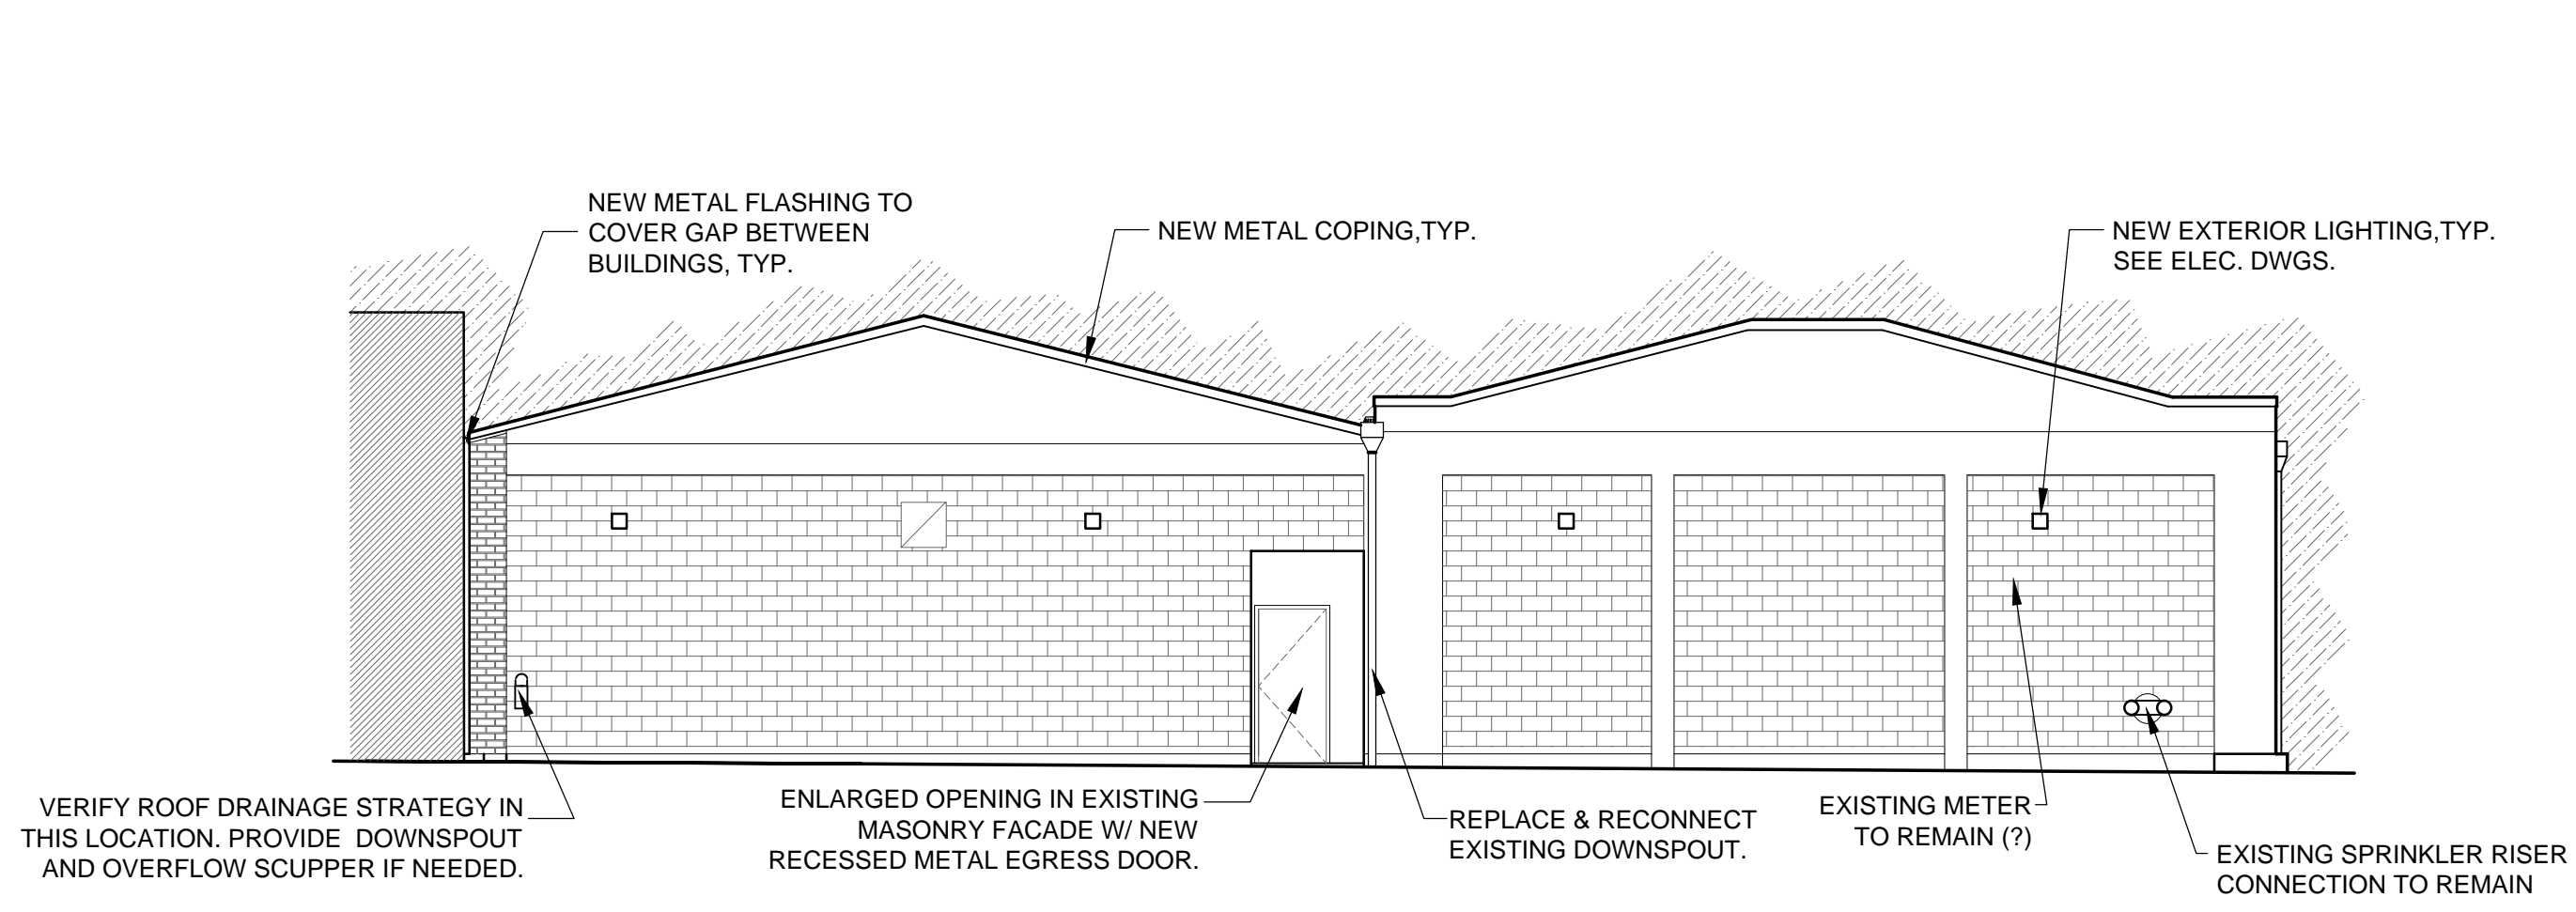 NEW METAL FLASHING TO
COVER GAP BETWEEN
BUILDINGS, TYP.
NEW METAL COPING,TYP.
NEW EXTERIOR LIGHTING,TYP.
SEE ELEC. DWGS.
VERIFY ROOF DRAINAGE STRATEGY IN
THIS LOCATION. PROVIDE DOWNSPOUT
AND OVERFLOW SCUPPER IF NEEDED.
ENLARGED OPENING IN EXISTING
MASONRY FACADE W/ NEW
RECESSED METAL EGRESS DOOR.
REPLACE & RECONNECT
EXISTING DOWNSPOUT.
EXISTING METER
TO REMAIN (?)
EXISTING SPRINKLER RISER
CONNECTION TO REMAIN